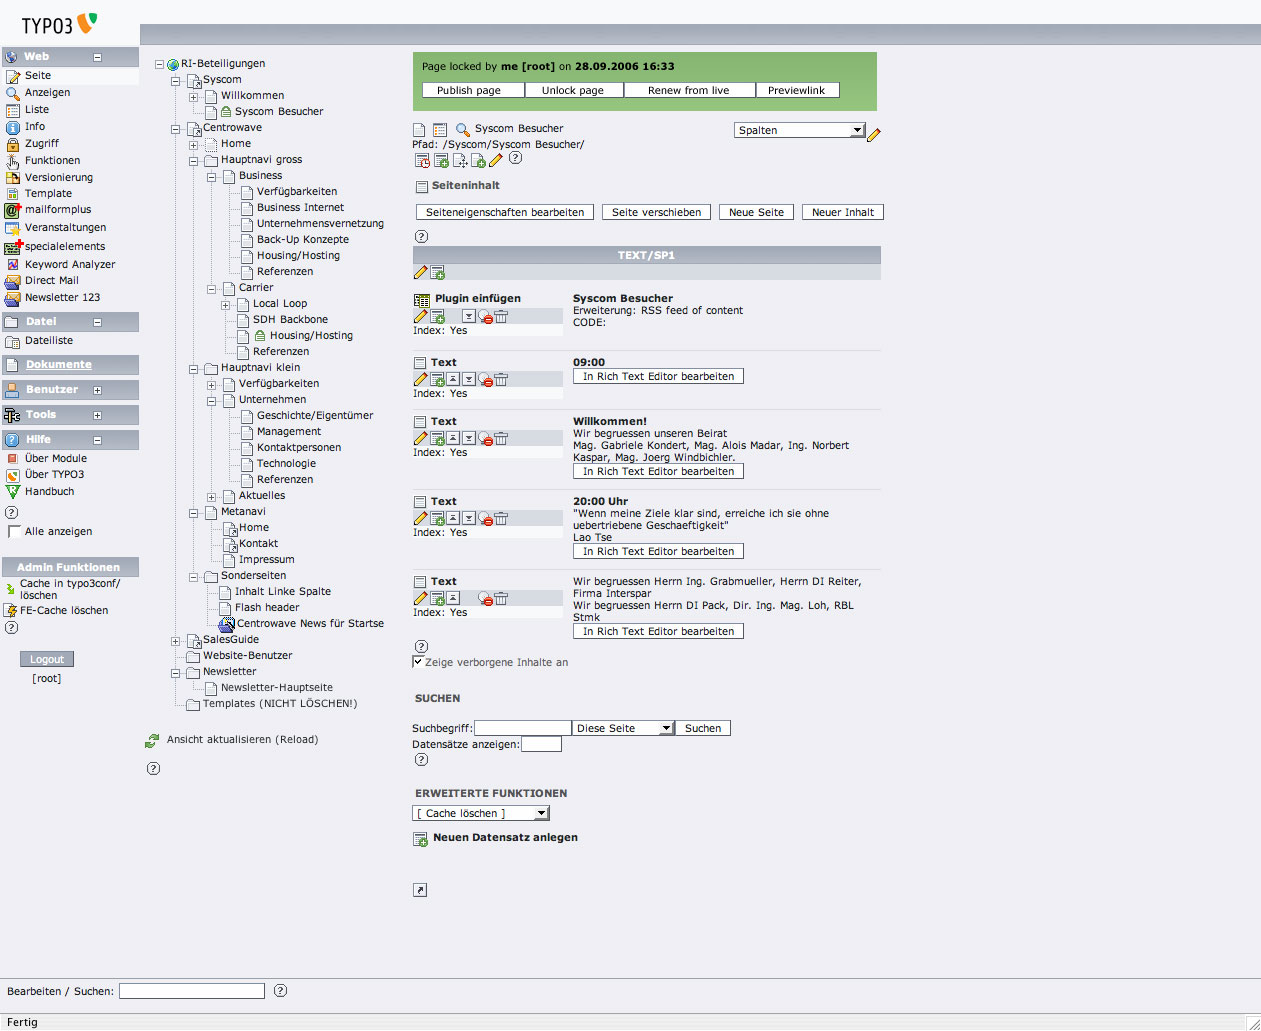 TYPO3
Web
Seite
Anzeigen
Liste
Info
Zugriff
Funktionen
Versionierung
Template
mailformplus
Veranstaltungen
specialelements
Keyword Analyzer
Direct Mail
Newsletter 123
Datei
Dateiliste
Dokumente
Benutzer
Tools
Hilfe
Über Module
Über TYPO3
Handbuch
Alle anzeigen
Admin Funktionen
Cache in typo3conf/
löschen
FE-Cache löschen
Logout
[root]
RI-Beteiligungen
Syscom
Willkommen
Syscom Besucher
Centrowave
Home
Hauptnavi gross
Business
Verfügbarkeiten
Business Internet
Unternehmensvernetzung
Back-Up Konzepte
Housing/Hosting
Referenzen
Carrier
Local Loop
SDH Backbone
Housing/Hosting
Referenzen
Hauptnavi klein
Verfügbarkeiten
Unternehmen
Geschichte/Eigentümer
Management
Kontaktpersonen
Technologie
Referenzen
Aktuelles
Metanavi
Home
Kontakt
Impressum
Sonderseiten
Inhalt Linke Spalte
Flash header
Centrowave News für Startse
SalesGuide
Website-Benutzer
Newsletter
Newsletter-Hauptseite
Templates (NICHT LÖSCHEN!)
Ansicht aktualisieren (Reload)
Page locked by me [root] on 28.09.2006 16:33
Publish page Unlock page Renew from live Previewlink
Syscom Besucher Spalten
Pfad: /Syscom/Syscom Besucher/
Seiteninhalt
Seiteneigenschaften bearbeiten Seite verschieben Neue Seite Neuer Inhalt
TEXT/SP1
Plugin einfügen
Index: Yes
Syscom Besucher
Erweiterung: RSS feed of content
CODE:
Text
Index: Yes
09:00
In Rich Text Editor bearbeiten
Text
Index: Yes
Willkommen!
Wir begruessen unseren Beirat
Mag. Gabriele Kondert, Mag. Alois Madar, Ing. Norbert
Kaspar, Mag. Joerg Windbichler.
In Rich Text Editor bearbeiten
Text
Index: Yes
20:00 Uhr
"Wenn meine Ziele klar sind, erreiche ich sie ohne
uebertriebene Geschaeftigkeit"
Lao Tse
In Rich Text Editor bearbeiten
Text
Index: Yes
Wir begruessen Herrn Ing. Grabmueller, Herrn DI Reiter,
Firma Interspar
Wir begruessen Herrn DI Pack, Dir. Ing. Mag. Loh, RBL
Stmk
In Rich Text Editor bearbeiten
Zeige verborgene Inhalte an
SUCHEN
Suchbegriff: Diese Seite Suchen
Datensätze anzeigen:
ERWEITERTE FUNKTIONEN
[ Cache löschen ]
Neuen Datensatz anlegen
Bearbeiten / Suchen:
Fertig